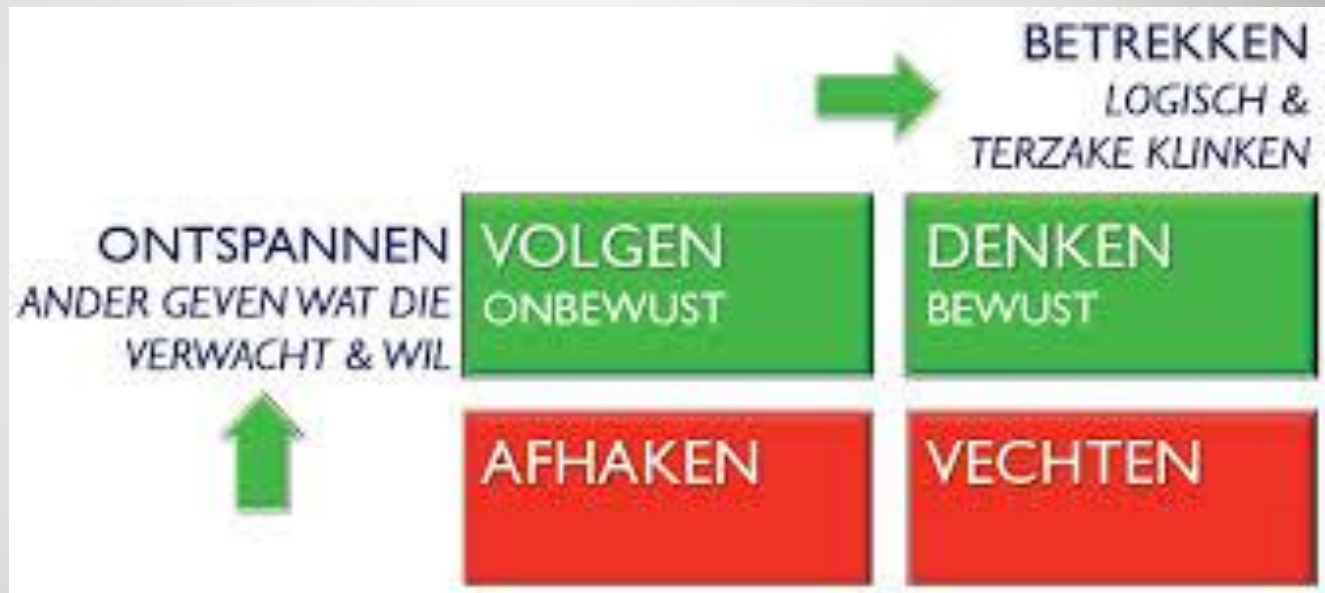 BETREKKEN
LOGISCH &
TERZAKE KLINKEN
ONTSPANNEN
ANDER GEVEN WAT DIE
VERWACHT & WIL
VOLGEN
ONBEWUST
DENKEN
BEWUST
AFHAKEN
VECHTEN